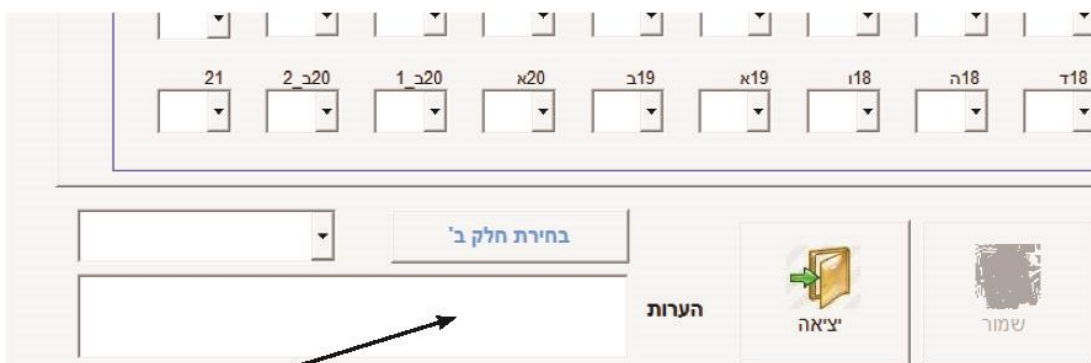 18ד 18ה 18ו 19א 19ב 20א 20ב_1 20ב_2 21
בחירת חלק ב'
הערות
יציאה
שמור